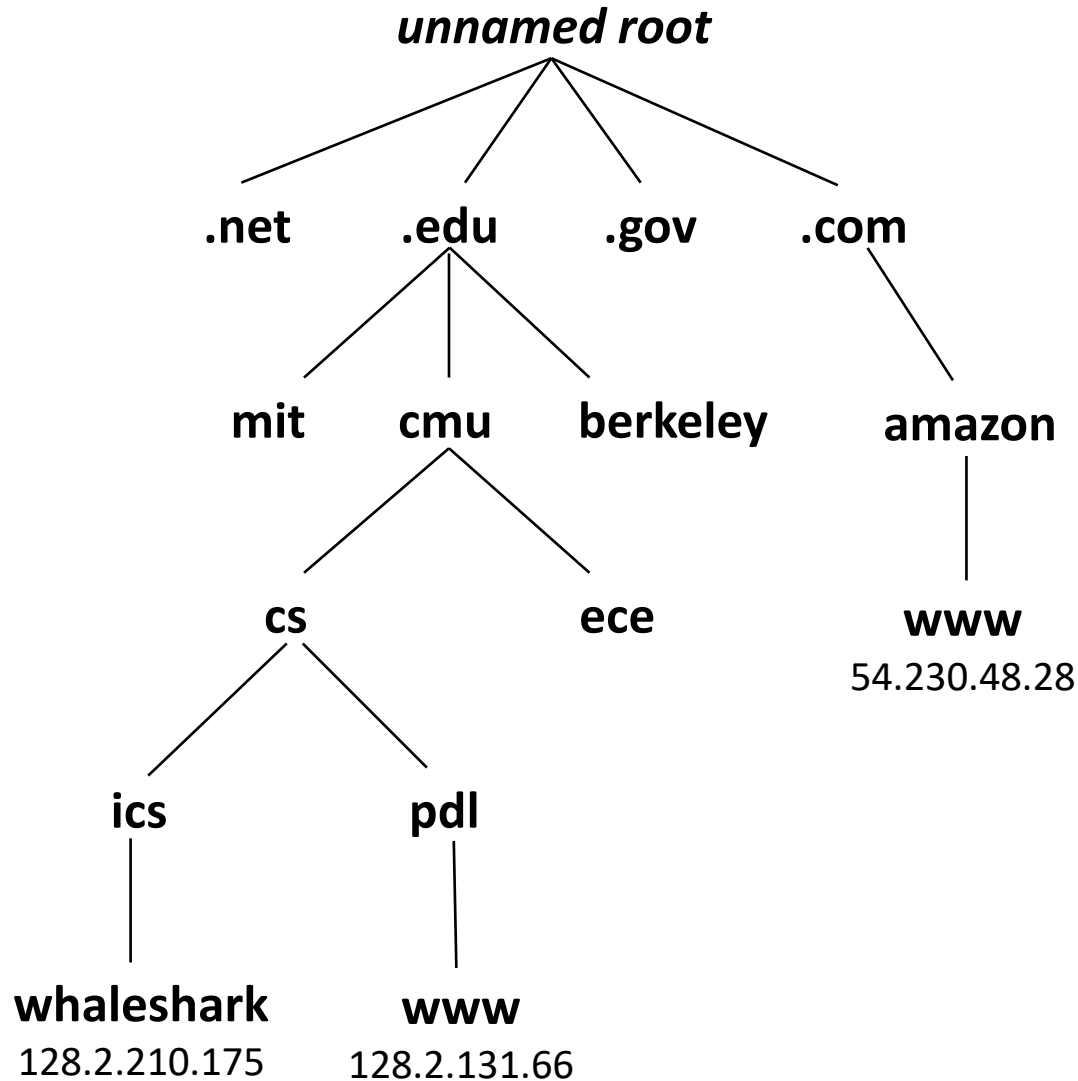 unnamed root
.net .edu .gov .com
mit cmu berkeley amazon
cs ece www
54.230.48.28
ics pdl
whaleshark www
128.2.210.175 128.2.131.66